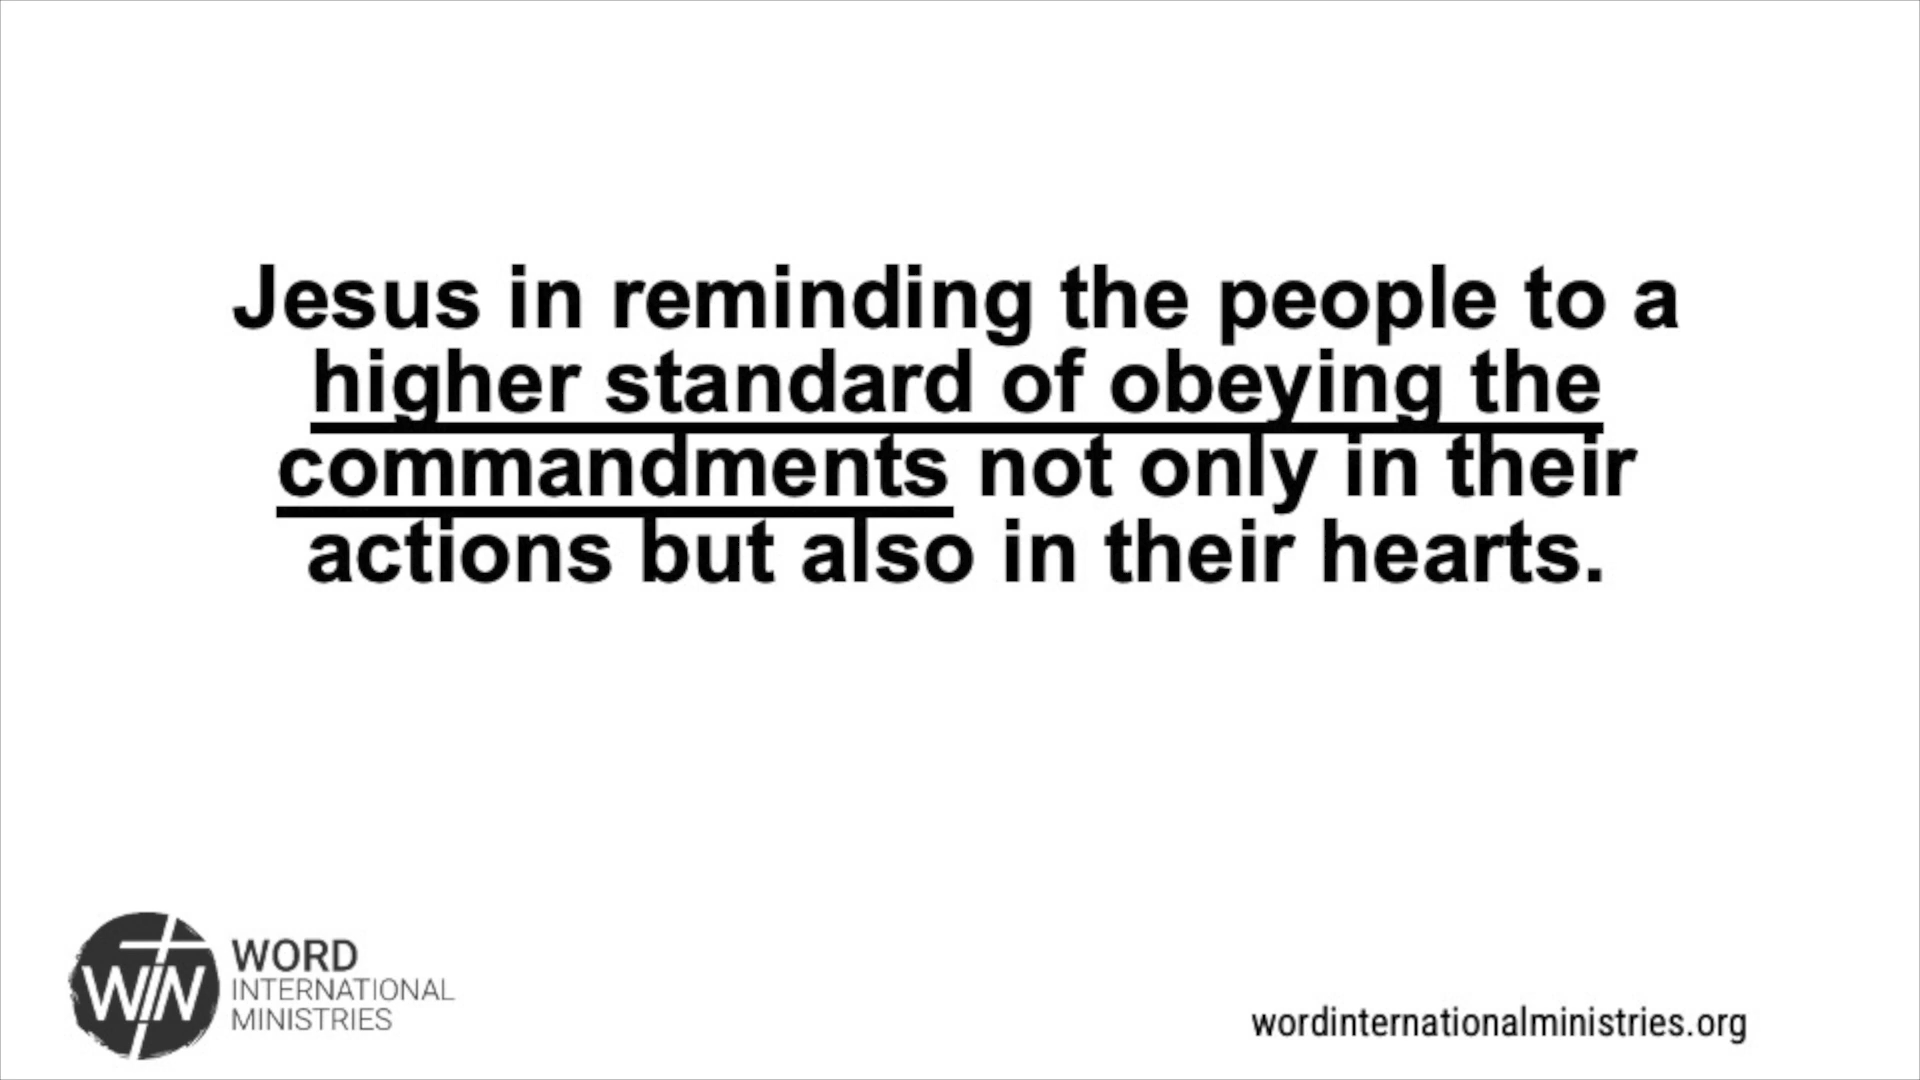 Jesus in reminding the people to a
higher standard of obeying the
commandments not only in their
actions but also in their hearts.
WIN
WORD
INTERNATIONAL
MINISTRIES
wordinternationalministries.org